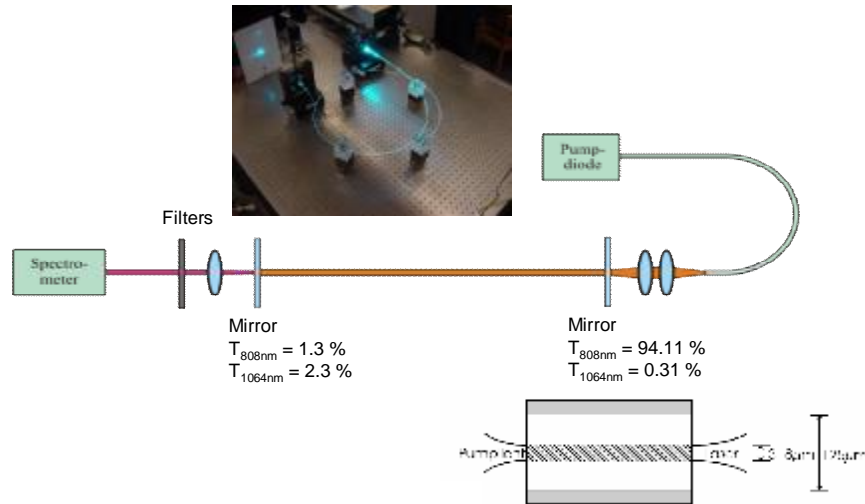 Pump-
diode
Filters
Spectro-
meter
Mirror
T808nm = 1.3 %
T1064nm = 2.3 %
Mirror
T808nm = 94.11 %
T1064nm = 0.31 %
Pump